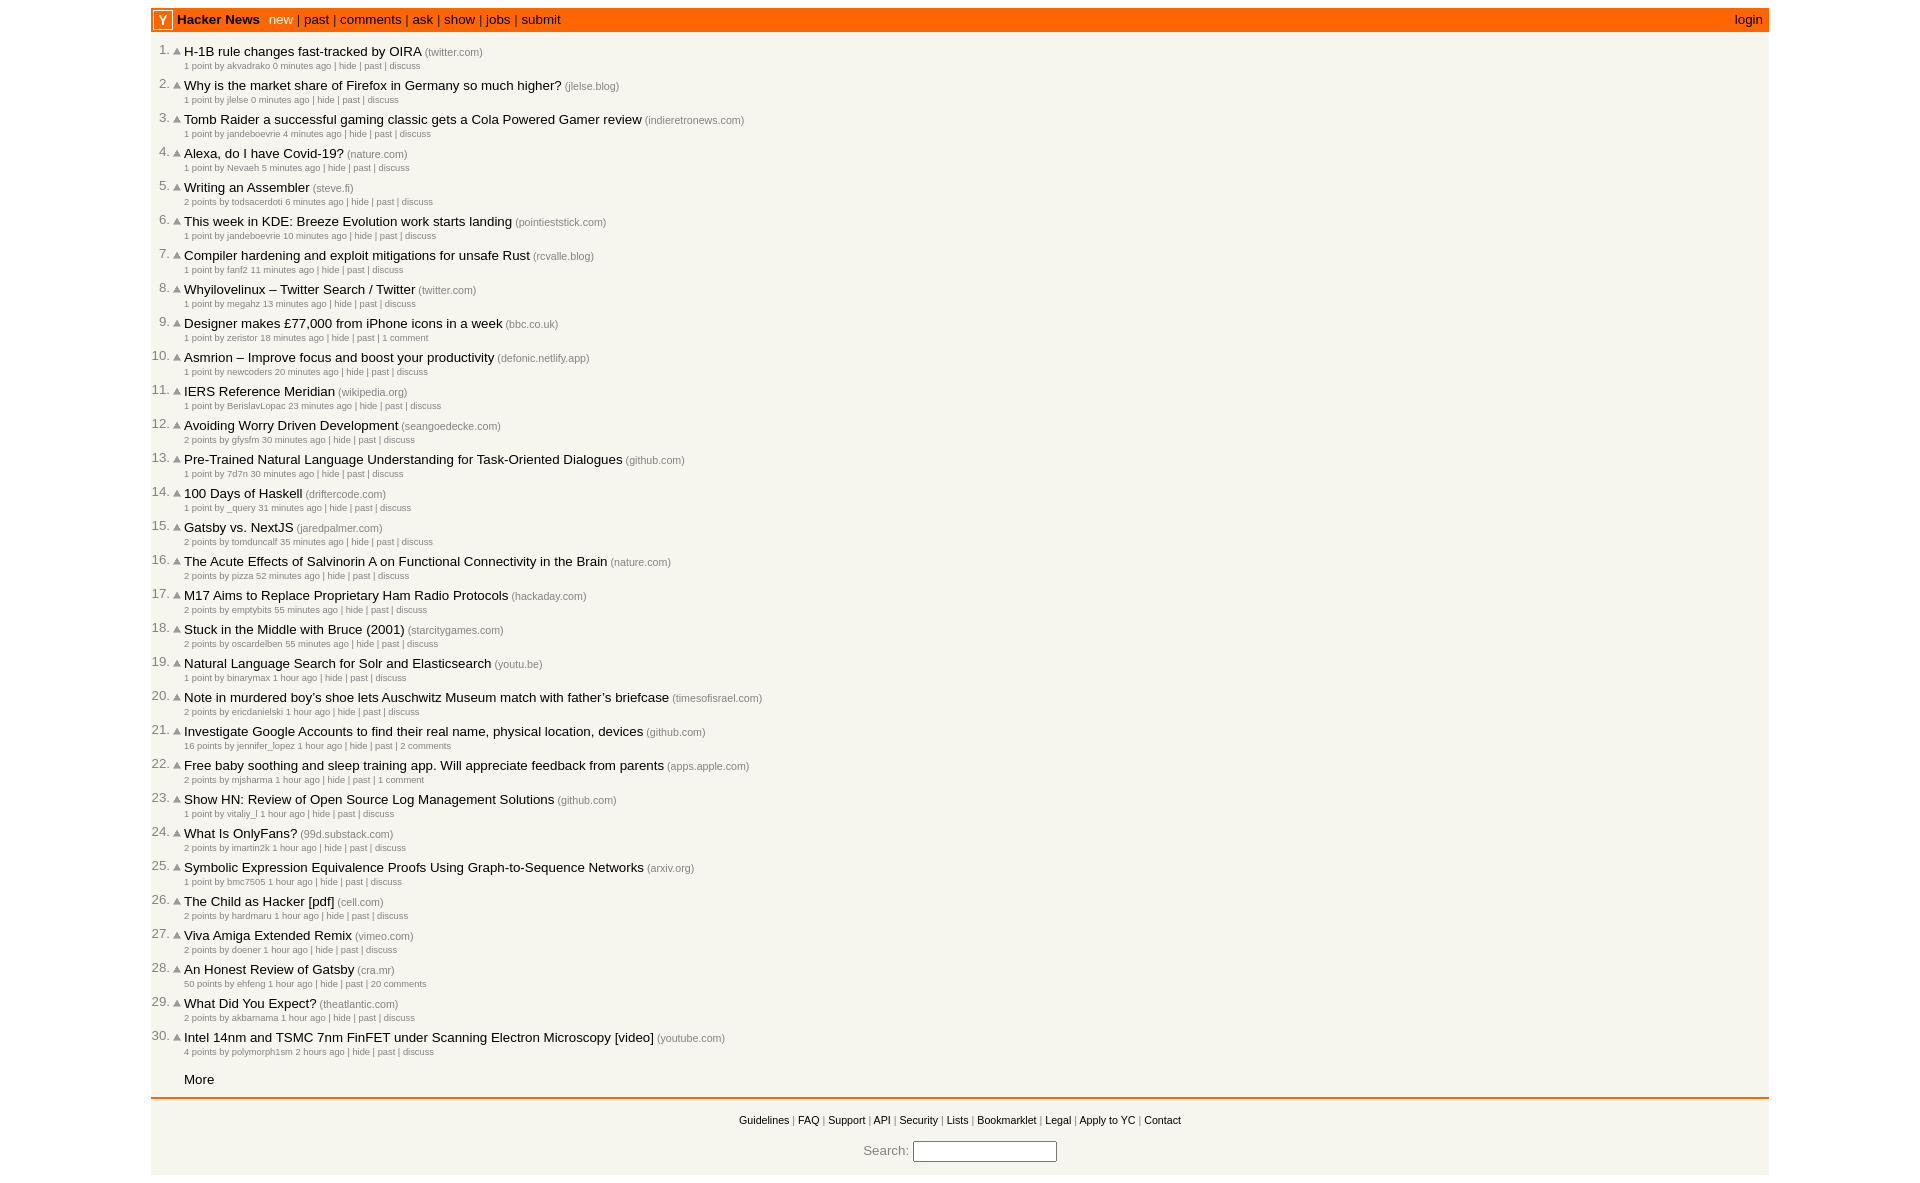 Y Hacker News new | past | comments | ask | show | jobs | submit login
1. H-1B rule changes fast-tracked by OIRA (twitter.com)
1 point by akvadrako 0 minutes ago | hide | past | discuss
2. Why is the market share of Firefox in Germany so much higher? (jlelse.blog)
1 point by jlelse 0 minutes ago | hide | past | discuss
3. Tomb Raider a successful gaming classic gets a Cola Powered Gamer review (indieretronews.com)
1 point by jandeboevrie 4 minutes ago | hide | past | discuss
4. Alexa, do I have Covid-19? (nature.com)
1 point by Nevaeh 5 minutes ago | hide | past | discuss
5. Writing an Assembler (steve.fi)
2 points by todsacerdoti 6 minutes ago | hide | past | discuss
6. This week in KDE: Breeze Evolution work starts landing (pointieststick.com)
1 point by jandeboevrie 10 minutes ago | hide | past | discuss
7. Compiler hardening and exploit mitigations for unsafe Rust (rcvalle.blog)
1 point by fanf2 11 minutes ago | hide | past | discuss
8. Whyilovelinux – Twitter Search / Twitter (twitter.com)
1 point by megahz 13 minutes ago | hide | past | discuss
9. Designer makes £77,000 from iPhone icons in a week (bbc.co.uk)
1 point by zeristor 18 minutes ago | hide | past | 1 comment
10. Asmrion – Improve focus and boost your productivity (defonic.netlify.app)
1 point by newcoders 20 minutes ago | hide | past | discuss
11. IERS Reference Meridian (wikipedia.org)
1 point by BerislavLopac 23 minutes ago | hide | past | discuss
12. Avoiding Worry Driven Development (seangoedecke.com)
2 points by gfysfm 30 minutes ago | hide | past | discuss
13. Pre-Trained Natural Language Understanding for Task-Oriented Dialogues (github.com)
1 point by 7d7n 30 minutes ago | hide | past | discuss
14. 100 Days of Haskell (driftercode.com)
1 point by _query 31 minutes ago | hide | past | discuss
15. Gatsby vs. NextJS (jaredpalmer.com)
2 points by tomduncalf 35 minutes ago | hide | past | discuss
16. The Acute Effects of Salvinorin A on Functional Connectivity in the Brain (nature.com)
2 points by pizza 52 minutes ago | hide | past | discuss
17. M17 Aims to Replace Proprietary Ham Radio Protocols (hackaday.com)
2 points by emptybits 55 minutes ago | hide | past | discuss
18. Stuck in the Middle with Bruce (2001) (starcitygames.com)
2 points by oscardelben 55 minutes ago | hide | past | discuss
19. Natural Language Search for Solr and Elasticsearch (youtu.be)
1 point by binarymax 1 hour ago | hide | past | discuss
20. Note in murdered boy’s shoe lets Auschwitz Museum match with father’s briefcase (timesofisrael.com)
2 points by ericdanielski 1 hour ago | hide | past | discuss
21. Investigate Google Accounts to find their real name, physical location, devices (github.com)
16 points by jennifer_lopez 1 hour ago | hide | past | 2 comments
22. Free baby soothing and sleep training app. Will appreciate feedback from parents (apps.apple.com)
2 points by mjsharma 1 hour ago | hide | past | 1 comment
23. Show HN: Review of Open Source Log Management Solutions (github.com)
1 point by vitaliy_l 1 hour ago | hide | past | discuss
24. What Is OnlyFans? (99d.substack.com)
2 points by imartin2k 1 hour ago | hide | past | discuss
25. Symbolic Expression Equivalence Proofs Using Graph-to-Sequence Networks (arxiv.org)
1 point by bmc7505 1 hour ago | hide | past | discuss
26. The Child as Hacker [pdf] (cell.com)
2 points by hardmaru 1 hour ago | hide | past | discuss
27. Viva Amiga Extended Remix (vimeo.com)
2 points by doener 1 hour ago | hide | past | discuss
28. An Honest Review of Gatsby (cra.mr)
50 points by ehfeng 1 hour ago | hide | past | 20 comments
29. What Did You Expect? (theatlantic.com)
2 points by akbarnama 1 hour ago | hide | past | discuss
30. Intel 14nm and TSMC 7nm FinFET under Scanning Electron Microscopy [video] (youtube.com)
4 points by polymorph1sm 2 hours ago | hide | past | discuss
More
Guidelines | FAQ | Support | API | Security | Lists | Bookmarklet | Legal | Apply to YC | Contact
Search: